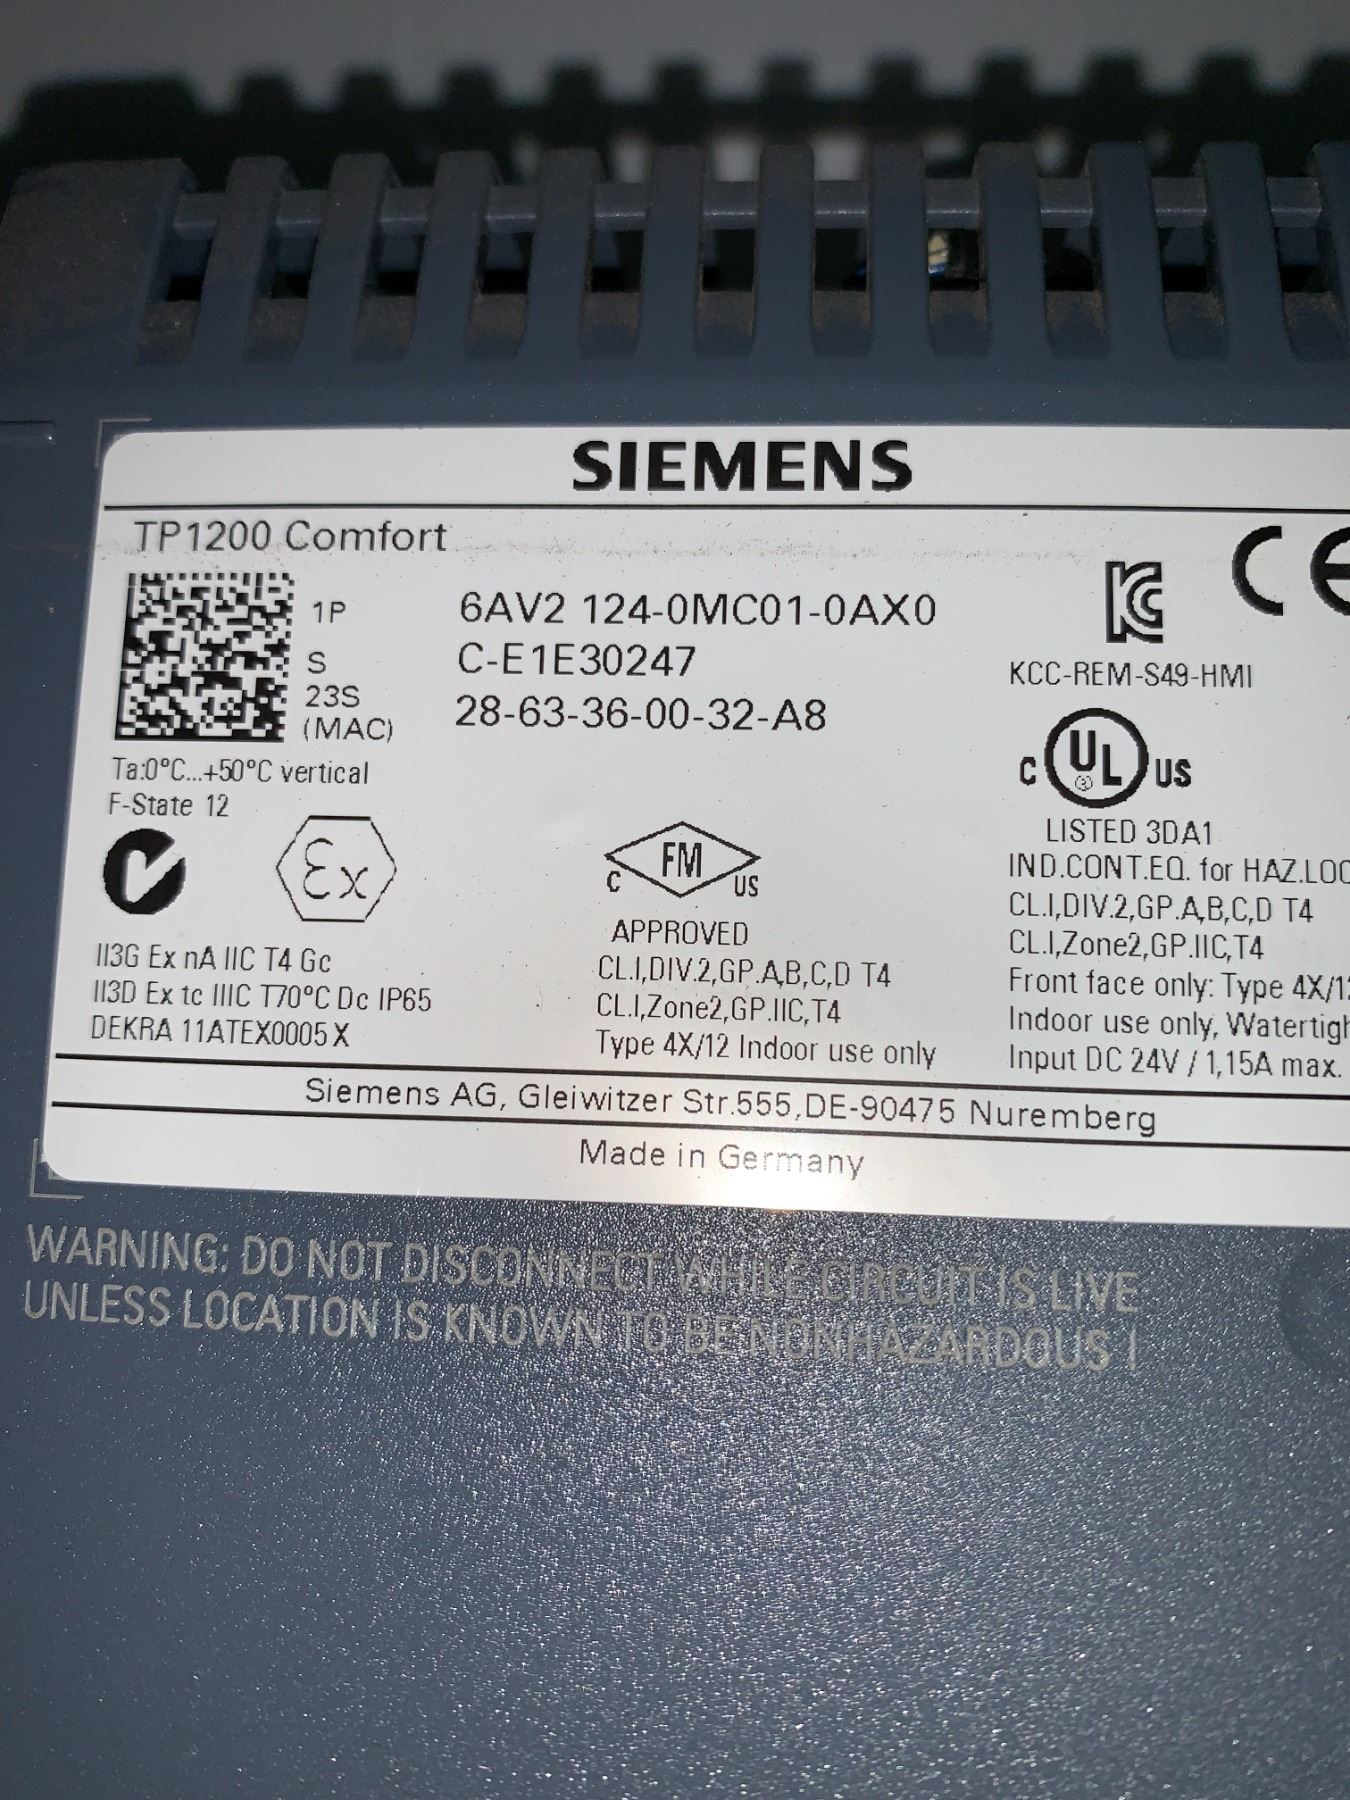 SIEMENS
TP1200 Comfort
1P 6AV2 124-0MC01-0AX0
S C-E1E30247
23S
(MAC) 28-63-36-00-32-A8
Ta:0°C...+50°C vertical
F-State 12
Ex
II3G Ex nA IIC T4 Gc
II3D Ex tc IIIC T70°C Dc IP65
DEKRA 11ATEX0005 X
C FM US
APPROVED
CL.I,DIV.2,GP.A,B,C,D T4
CL.I,Zone2,GP.IIC,T4
Type 4X/12 Indoor use only
CE
KCC-REM-S49-HMI
C UL US
LISTED 3DA1
IND.CONT.EQ. for HAZ.LOC
CL.I,DIV.2,GP.A,B,C,D T4
CL.I,Zone2,GP.IIC,T4
Front face only: Type 4X/12
Indoor use only, Watertigh
Input DC 24V / 1,15A max.
Siemens AG, Gleiwitzer Str.555,DE-90475 Nuremberg
Made in Germany
WARNING: DO NOT DISCONNECT WHILE CIRCUIT IS LIVE
UNLESS LOCATION IS KNOWN TO BE NONHAZARDOUS !